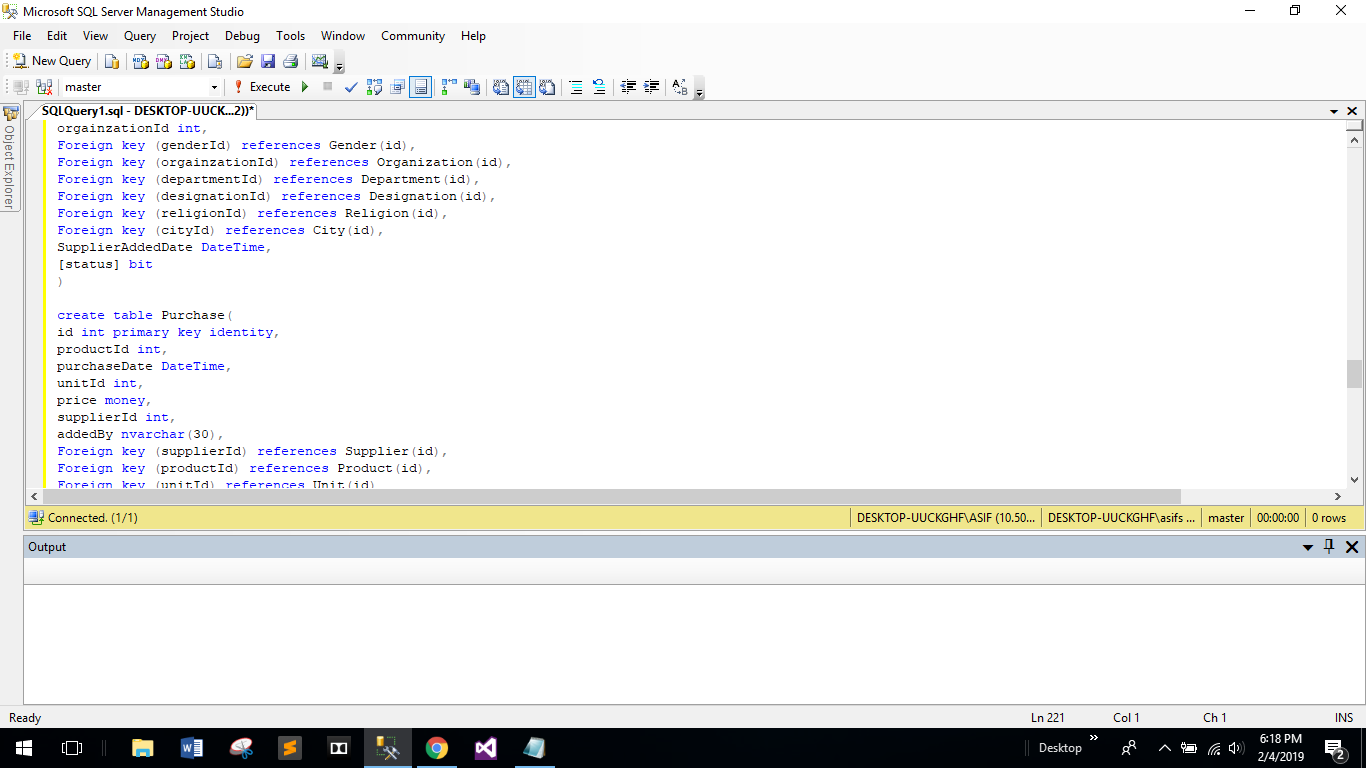 Microsoft SQL Server Management Studio
File Edit View Query Project Debug Tools Window Community Help
New Query
master Execute
SQLQuery1.sql - DESKTOP-UUCK...2))*
Object Explorer
orgainzationId int,
Foreign key (genderId) references Gender(id),
Foreign key (orgainzationId) references Organization(id),
Foreign key (departmentId) references Department(id),
Foreign key (designationId) references Designation(id),
Foreign key (religionId) references Religion(id),
Foreign key (cityId) references City(id),
SupplierAddedDate DateTime,
[status] bit
)
create table Purchase(
id int primary key identity,
productId int,
purchaseDate DateTime,
unitId int,
price money,
supplierId int,
addedBy nvarchar(30),
Foreign key (supplierId) references Supplier(id),
Foreign key (productId) references Product(id),
Foreign key (unitId) references Unit(id)
Connected. (1/1) DESKTOP-UUCKGHF\ASIF (10.50... DESKTOP-UUCKGHF\asifs ... master 00:00:00 0 rows
Output
Ready Ln 221 Col 1 Ch 1 INS
Desktop
6:18 PM
2/4/2019
2